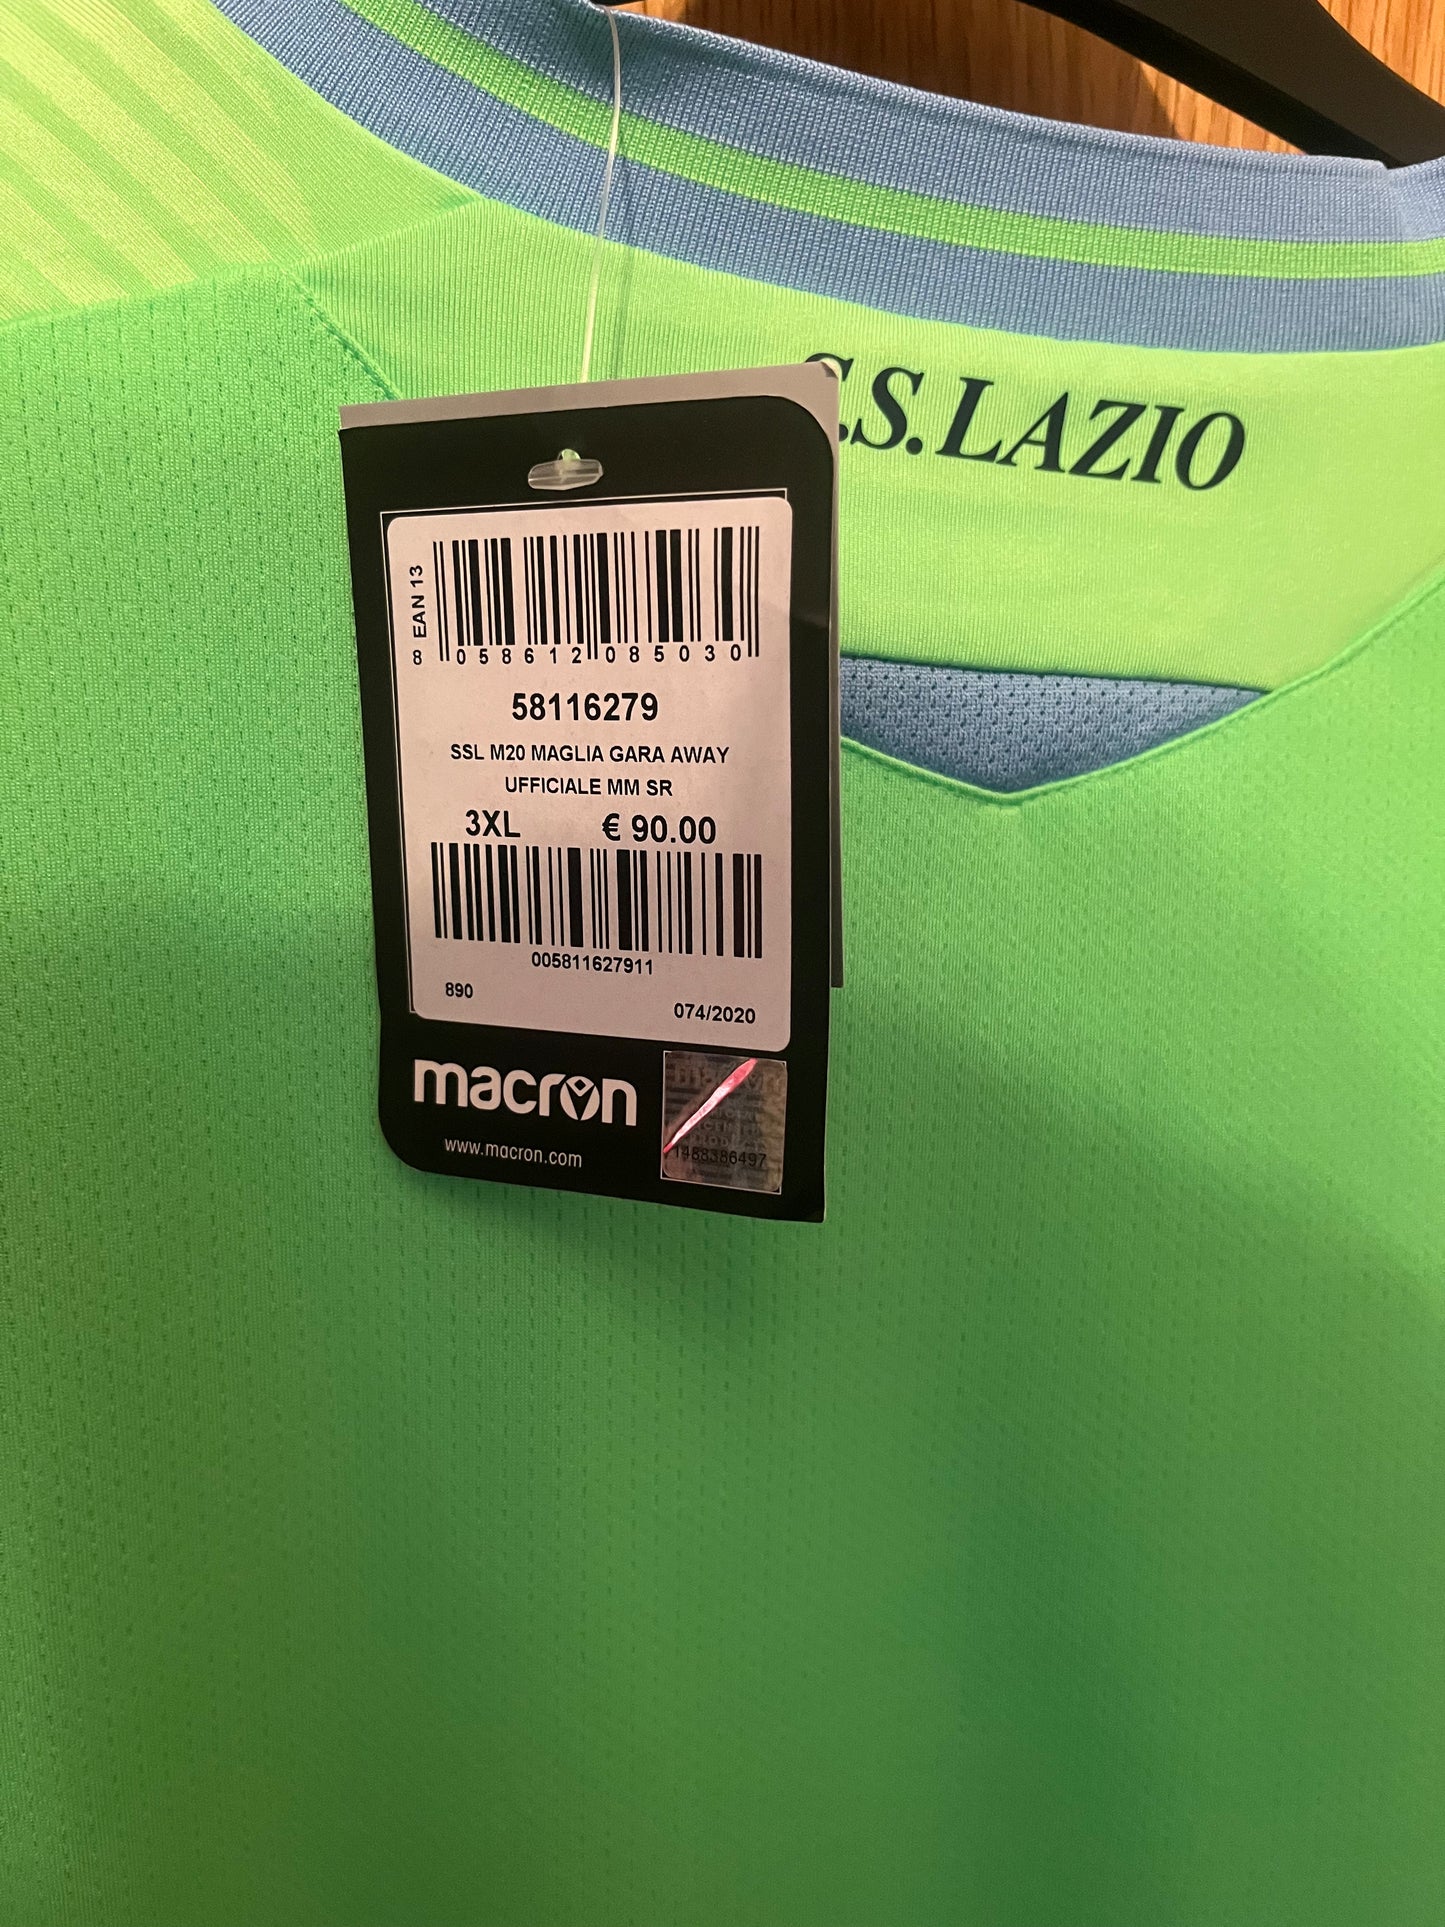 S.S.LAZIO
EAN 13
8 058612 085030
58116279
SSL M20 MAGLIA GARA AWAY
UFFICIALE MM SR
3XL € 90.00
005811627911
890
074/2020
macron
www.macron.com
1488386497